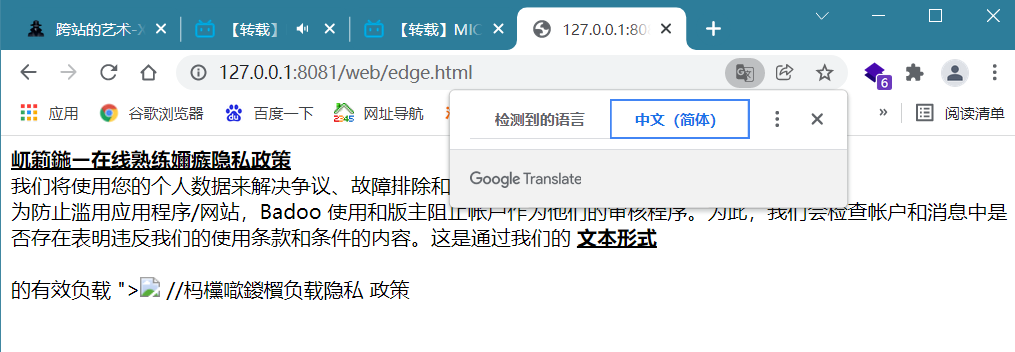 跨站的艺术-X
【转载】
【转载】MIC
127.0.0.1:808
127.0.0.1:8081/web/edge.html
6
应用
谷歌浏览器
百度一下
2345
网址导航
»
阅读清单
检测到的语言
中文（简体）
Google Translate
在线熟练
隐私政策
我们将使用您的个人数据来解决争议、故障排除和
为防止滥用应用程序/网站，Badoo 使用和版主阻止帐户作为他们的审核程序。为此，我们会检查帐户和消息中是
否存在表明违反我们的使用条款和条件的内容。这是通过我们的 文本形式
的有效负载 ">
//杩欓噷鍐欓负载隐私 政策